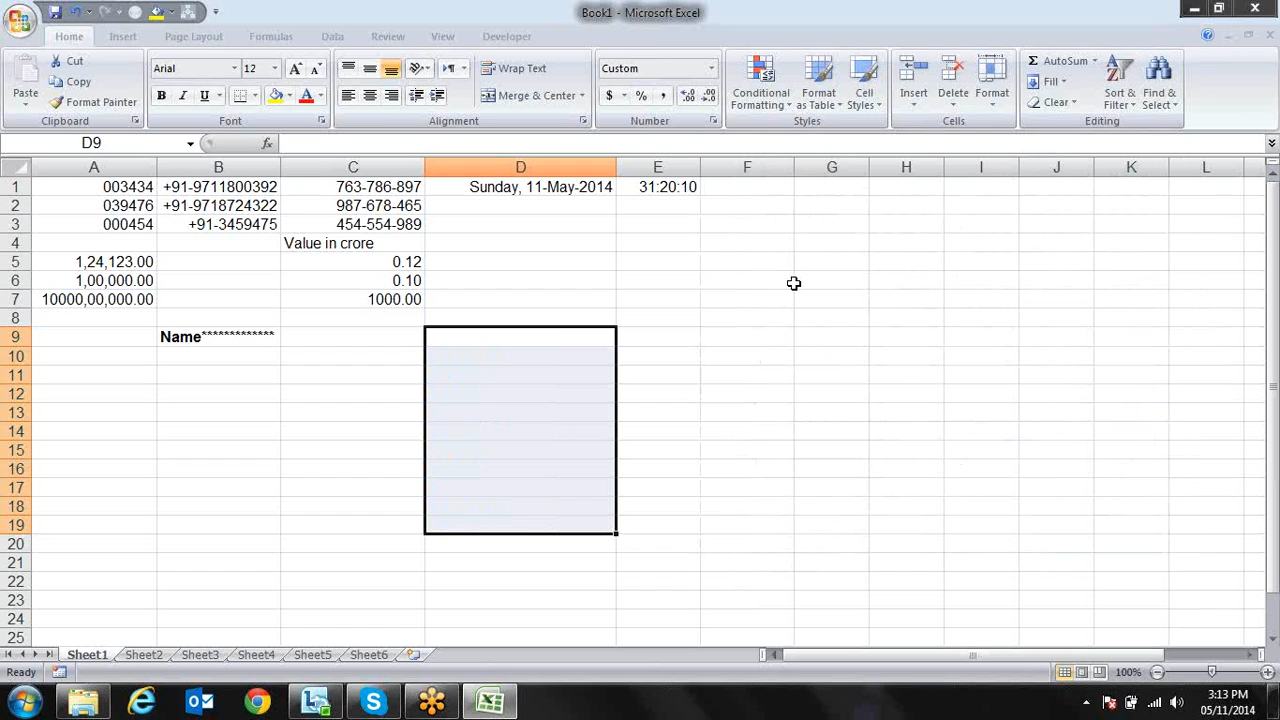 Book1 - Microsoft Excel
Home Insert Page Layout Formulas Data Review View Developer
Paste Cut Copy Format Painter
Clipboard
Arial 12
B I U A
Font
Wrap Text
Merge & Center
Alignment
Custom
$ % ,
Number
Conditional Formatting Format as Table Cell Styles
Styles
Insert Delete Format
Cells
Σ AutoSum Fill Clear Sort & Filter Find & Select
Editing
D9 fx
A B C D E F G H I J K L
1 003434 +91-9711800392 763-786-897 Sunday, 11-May-2014 31:20:10
2 039476 +91-9718724322 987-678-465
3 000454 +91-3459475 454-554-989
4 Value in crore
5 1,24,123.00 0.12
6 1,00,000.00 0.10
7 10000,00,000.00 1000.00
8
9 Name*************
10
11
12
13
14
15
16
17
18
19
20
21
22
23
24
25
Sheet1 Sheet2 Sheet3 Sheet4 Sheet5 Sheet6
Ready 100%
3:13 PM
05/11/2014